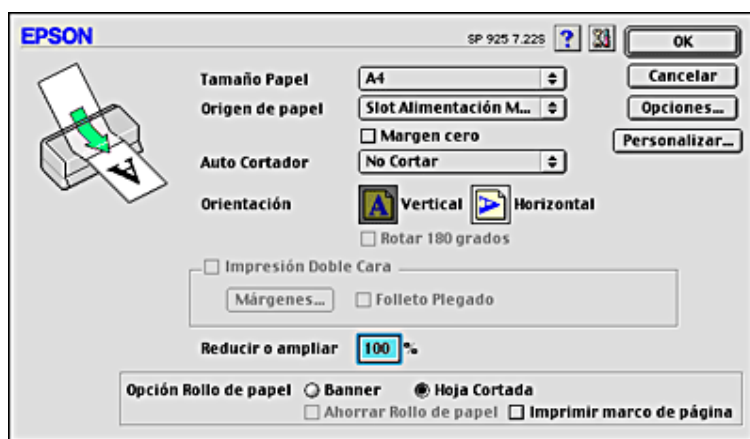 EPSON
SP 925 7.22S
?
OK
Tamaño Papel
A4
Cancelar
Origen de papel
Slot Alimentación M...
Opciones...
Margen cero
Personalizar...
Auto Cortador
No Cortar
Orientación
A Vertical
A Horizontal
Rotar 180 grados
Impresión Doble Cara
Márgenes...
Folleto Plegado
Reducir o ampliar
100 %
Opción Rollo de papel
Banner
Hoja Cortada
Ahorrar Rollo de papel
Imprimir marco de página
A